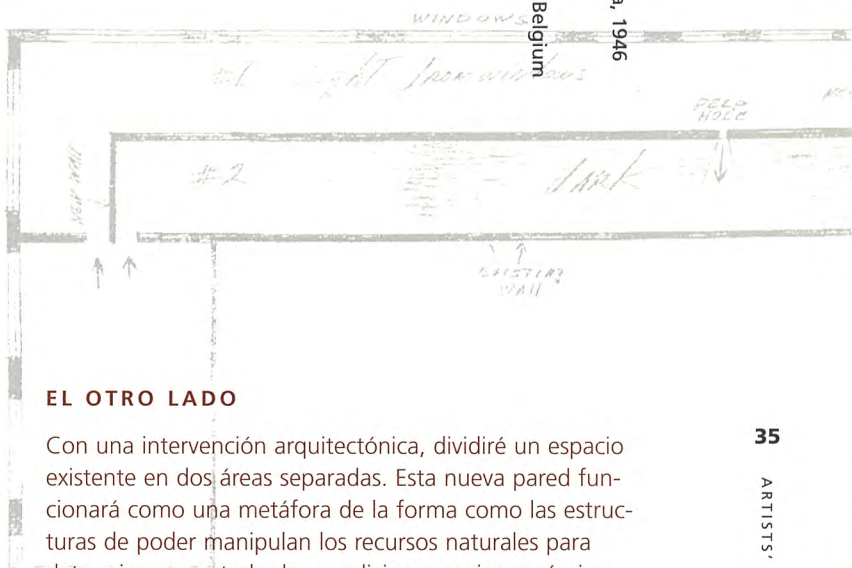 a, 1946
Belgium
WINDOWS
#1 light from windows
PEEP
HOLE
NEW WALL
#2
dark
EXISTING
WALL
EL OTRO LADO
Con una intervención arquitectónica, dividiré un espacio
existente en dos áreas separadas. Esta nueva pared fun-
cionará como una metáfora de la forma como las estruc-
turas de poder manipulan los recursos naturales para
35
ARTISTS'